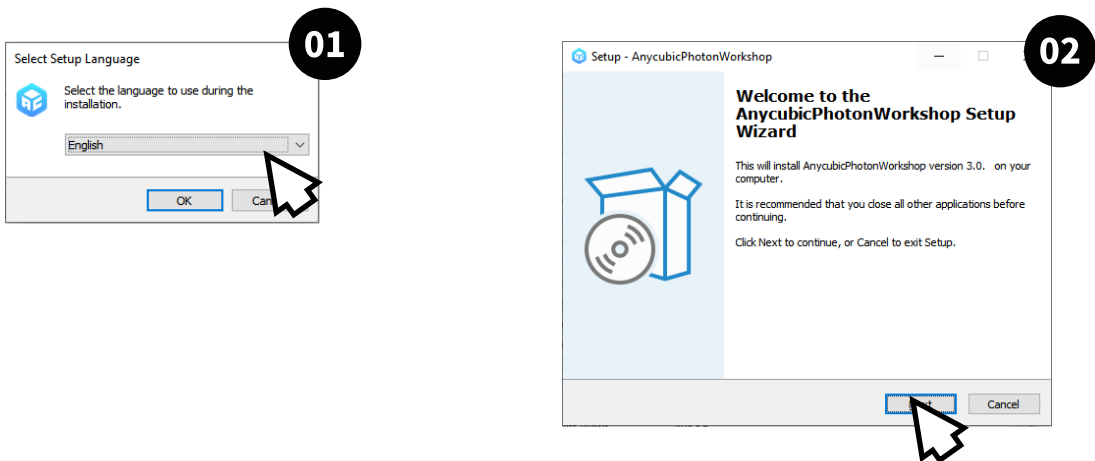 01
Select Setup Language
Select the language to use during the
installation.
English
OK
02
Setup - AnycubicPhotonWorkshop
Welcome to the
AnycubicPhotonWorkshop Setup
Wizard
This will install AnycubicPhotonWorkshop version 3.0. on your
computer.
It is recommended that you close all other applications before
continuing.
Click Next to continue, or Cancel to exit Setup.
Cancel